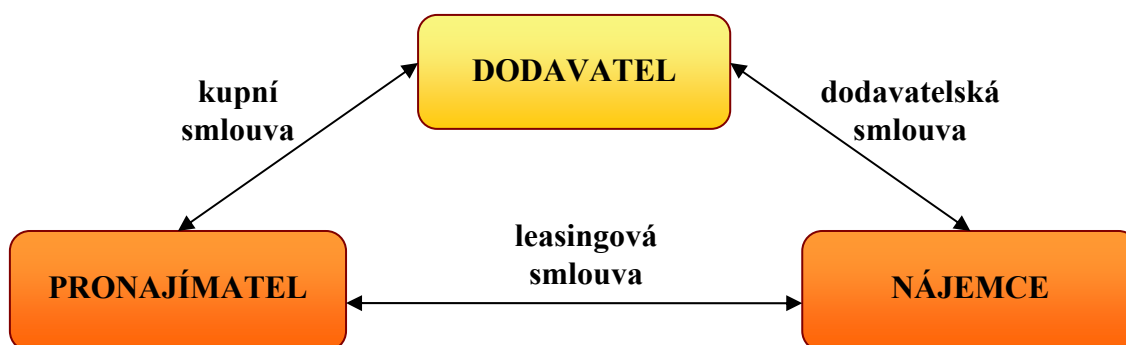 DODAVATEL
kupní
smlouva
dodavatelská
smlouva
leasingová
smlouva
PRONAJÍMATEL
NÁJEMCE